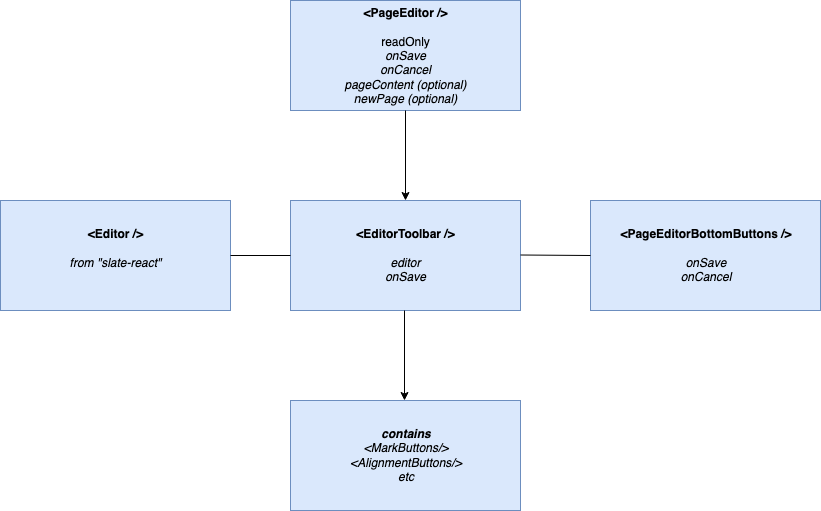 <PageEditor />
readOnly
onSave
onCancel
pageContent (optional)
newPage (optional)
<Editor />
from "slate-react"
<EditorToolbar />
editor
onSave
<PageEditorBottomButtons />
onSave
onCancel
contains
<MarkButtons/>
<AlignmentButtons/>
etc